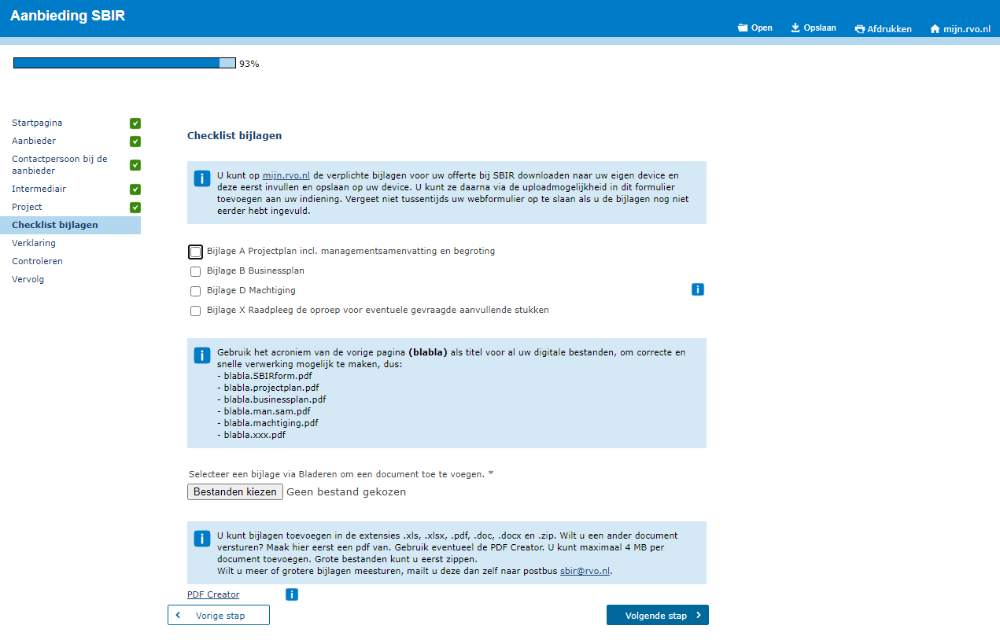 Aanbieding SBIR
Open
Opslaan
Afdrukken
mijn.rvo.nl
93%
Startpagina
Aanbieder
Contactpersoon bij de
aanbieder
Intermediair
Project
Checklist bijlagen
Verklaring
Controleren
Vervolg
Checklist bijlagen
U kunt op mijn.rvo.nl de verplichte bijlagen voor uw offerte bij SBIR downloaden naar uw eigen device en
deze eerst invullen en opslaan op uw device. U kunt ze daarna via de uploadmogelijkheid in dit formulier
toevoegen aan uw indiening. Vergeet niet tussentijds uw webformulier op te slaan als u de bijlagen nog niet
eerder hebt ingevuld.
Bijlage A Projectplan incl. managementsamenvatting en begroting
Bijlage B Businessplan
Bijlage D Machtiging
Bijlage X Raadpleeg de oproep voor eventuele gevraagde aanvullende stukken
Gebruik het acroniem van de vorige pagina (blabla) als titel voor al uw digitale bestanden, om correcte en
snelle verwerking mogelijk te maken, dus:
- blabla.SBIRform.pdf
- blabla.projectplan.pdf
- blabla.businessplan.pdf
- blabla.man.sam.pdf
- blabla.machtiging.pdf
- blabla.xxx.pdf
Selecteer een bijlage via Bladeren om een document toe te voegen. *
Bestanden kiezen Geen bestand gekozen
U kunt bijlagen toevoegen in de extensies .xls, .xlsx, .pdf, .doc, .docx en .zip. Wilt u een ander document
versturen? Maak hier eerst een pdf van. Gebruik eventueel de PDF Creator. U kunt maximaal 4 MB per
document toevoegen. Grote bestanden kunt u eerst zippen.
Wilt u meer of grotere bijlagen meesturen, mailt u deze dan zelf naar postbus sbir@rvo.nl.
PDF Creator
Vorige stap
Volgende stap